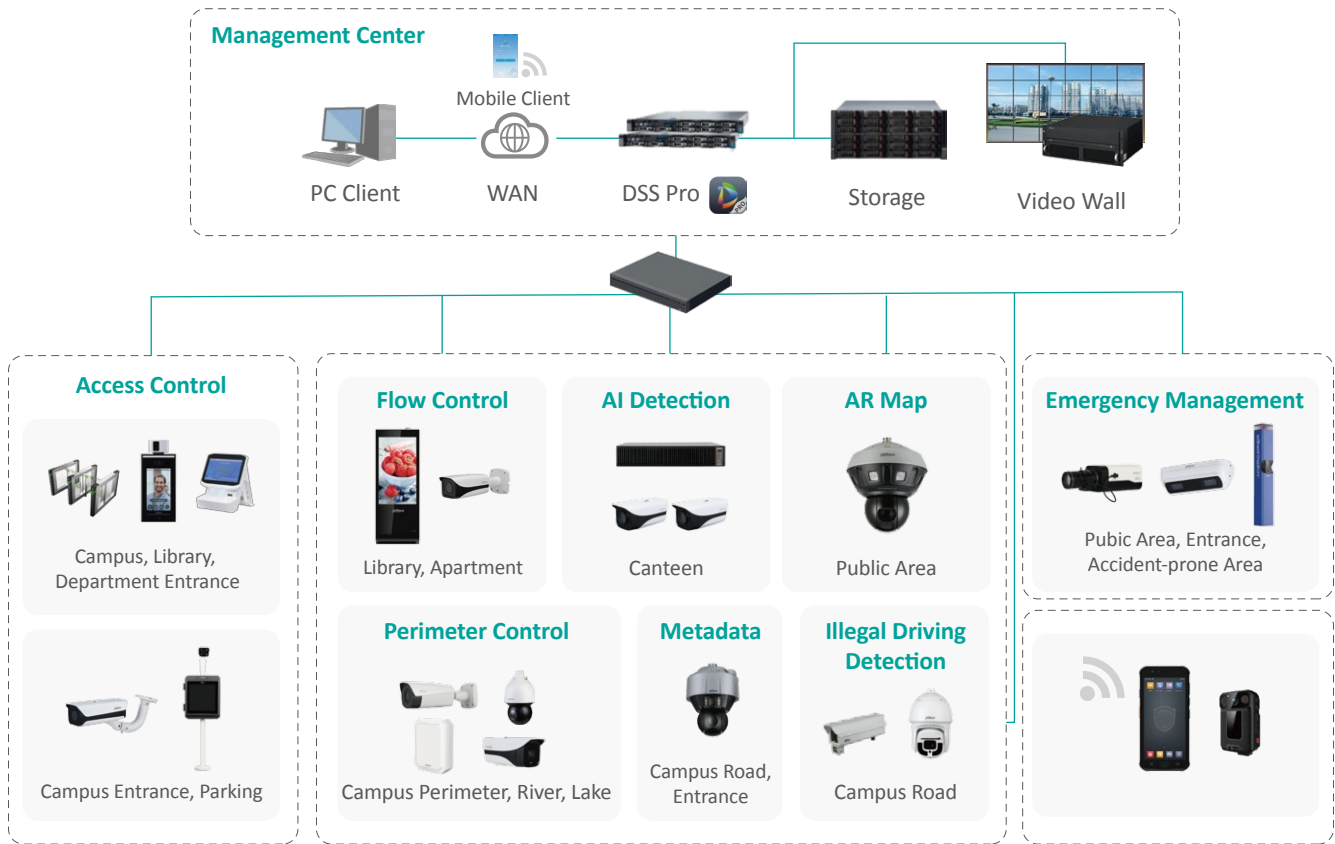 Management Center
Mobile Client
PC Client
WAN
DSS Pro
PRO
Storage
Video Wall
Access Control
Campus, Library,
Department Entrance
Campus Entrance, Parking
Flow Control
Library, Apartment
AI Detection
Canteen
AR Map
Public Area
Perimeter Control
Campus Perimeter, River, Lake
Metadata
Campus Road,
Entrance
Illegal Driving
Detection
Campus Road
Emergency Management
Pubic Area, Entrance,
Accident-prone Area